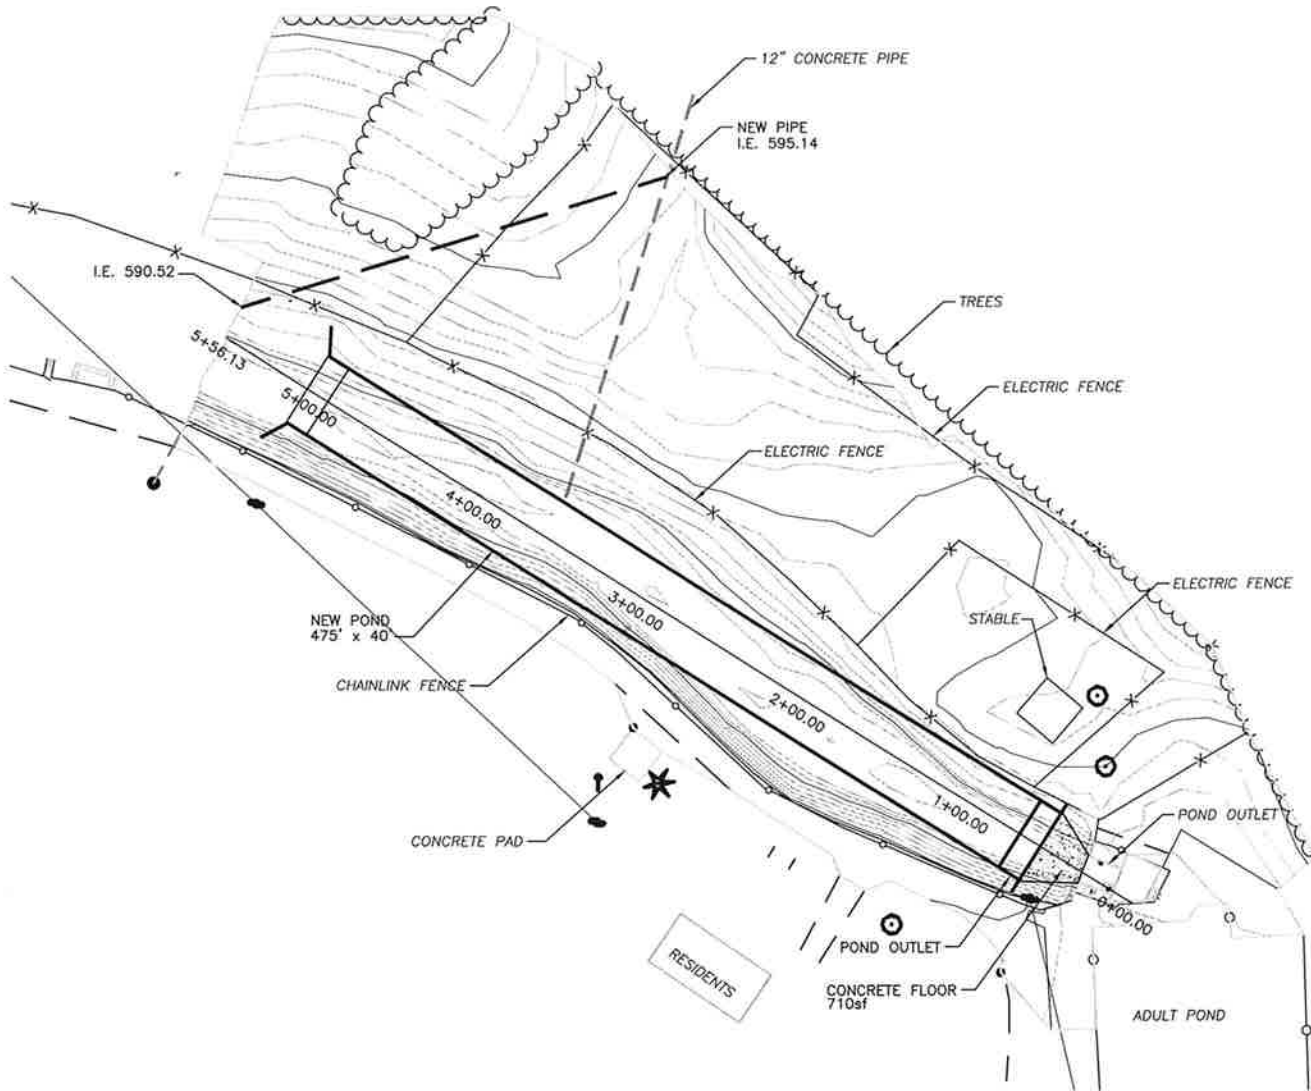 12" CONCRETE PIPE
NEW PIPE
I.E. 595.14
I.E. 590.52
TREES
5+56.13
ELECTRIC FENCE
5+00.00
ELECTRIC FENCE
4+00.00
ELECTRIC FENCE
3+00.00
STABLE
NEW POND
475' x 40'
CHAINLINK FENCE
2+00.00
1+00.00
POND OUTLET
CONCRETE PAD
0+00.00
POND OUTLET
RESIDENTS
CONCRETE FLOOR
710sf
ADULT POND